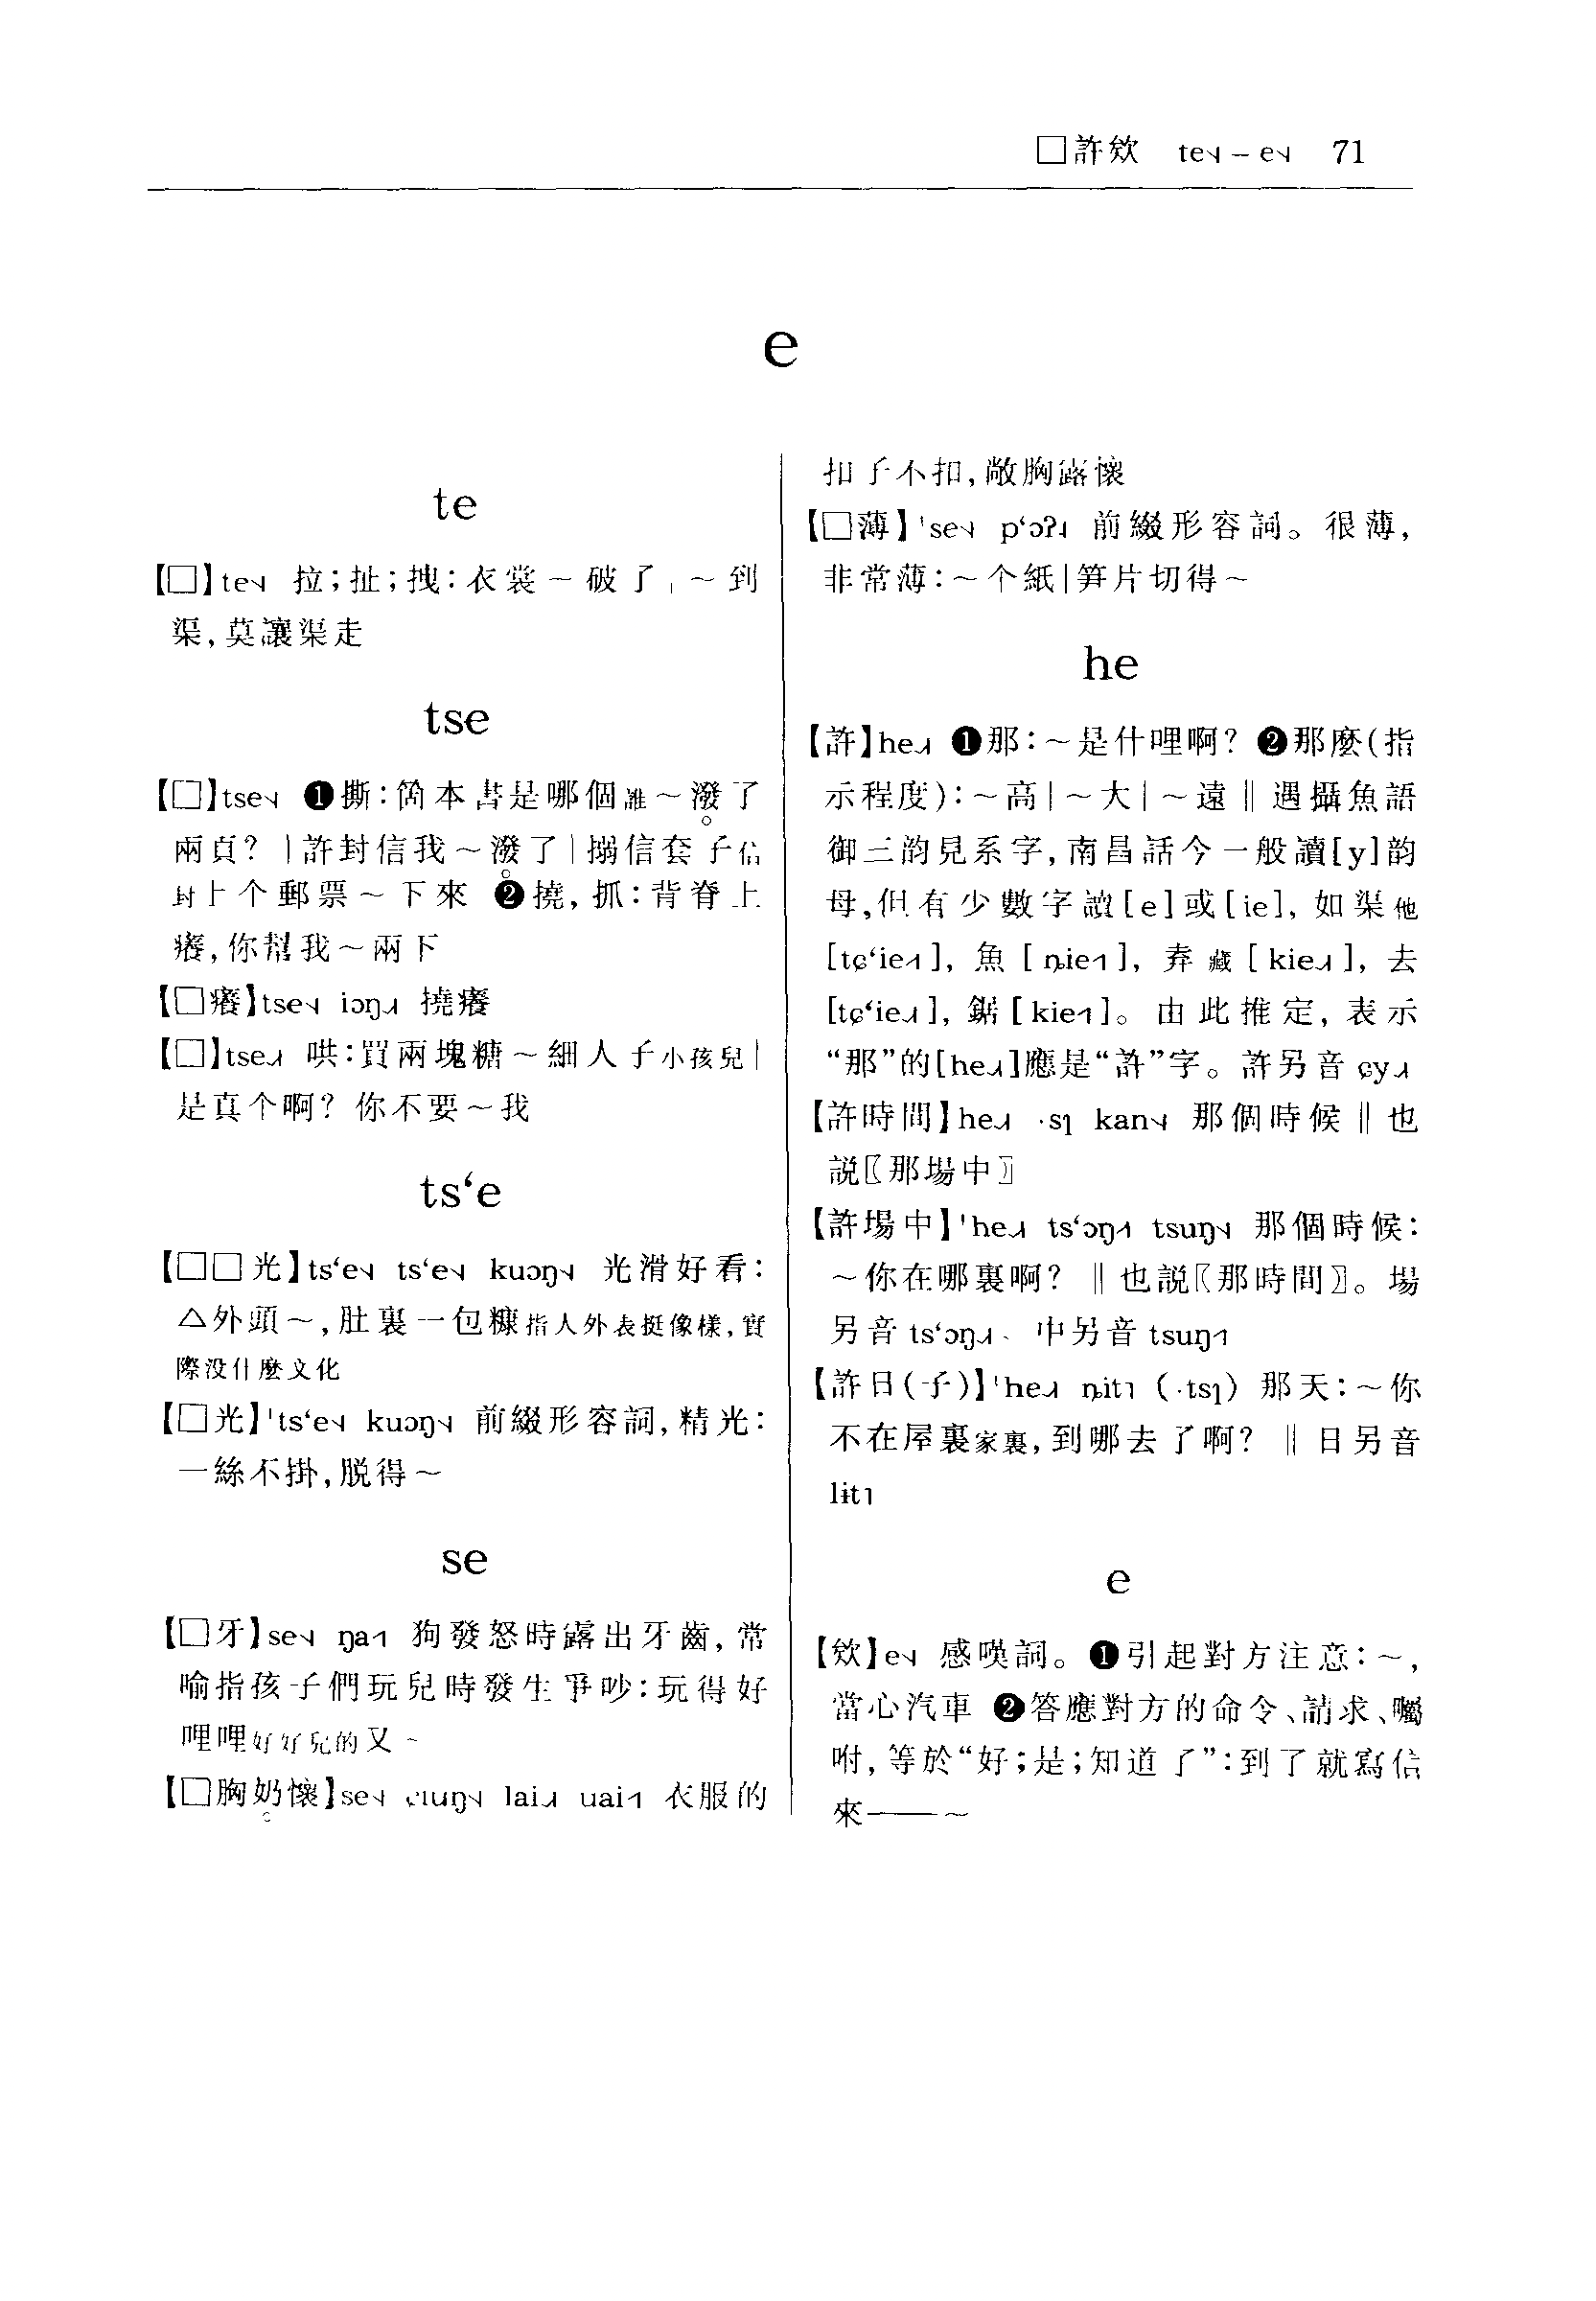 □許欸 te˧˩ – e˧˩ 71
e
te
【□】te˧˩ 拉;扯;拽:衣裳～破了|～到
渠,莫讓渠走
tse
【□】tse˧˩ ❶撕:箇本書是哪個誰～潑了
兩頁? |許封信我～潑了|搦信套子信
封上个郵票～下來 ❷撓,抓:背脊上
癢,你幫我～兩下
【□癢】tse˧˩ iɔŋ˩˧ 撓癢
【□】tse˩˧ 哄:買兩塊糖～細人子小孩兒|
是真个啊? 你不要～我
ts‘e
【□□光】ts‘e˧˩ ts‘e˧˩ kuɔŋ˧˩ 光滑好看:
△外頭～,肚裏一包糠指人外表挺像樣,實
際没什麽文化
【□光】'ts‘e˧˩ kuɔŋ˧˩ 前綴形容詞,精光:
一絲不掛,脱得～
se
【□牙】se˧˩ ŋa˧˥ 狗發怒時露出牙齒,常
喻指孩子們玩兒時發生爭吵:玩得好
哩哩好好兒的又～
【□胸奶懷】se˧˩ ɕiuŋ˧˩ lai˩˧ uai˧˥ 衣服的
扣子不扣,敞胸露懷
【□薄】'se˧˩ p‘ɔʔ˨˩ 前綴形容詞。很薄,
非常薄:～个紙|笋片切得～
he
【許】he˩˧ ❶那:～是什哩啊? ❷那麽(指
示程度):～高|～大|～遠‖遇攝魚語
御三韵見系字,南昌話今一般讀[y]韵
母,但有少數字讀[e]或[ie],如渠他
[tɕ‘ie˨˦],魚[ȵie˧˥],弆藏[kie˩˧],去
[tɕ‘ie˩˧],鋸[kie˧˥]。由此推定,表示
“那”的[he˩˧]應是“許”字。許另音ɕy˩˧
【許時間】he˩˧ ·sɿ kan˧˩ 那個時候‖也
説〖那場中〗
【許場中】'he˩˧ ts‘ɔŋ˨˦ tsuŋ˧˩ 那個時候:
～你在哪裏啊? ‖也説〖那時間〗。場
另音ts‘ɔŋ˩˧、中另音tsuŋ˧˥
【許日(子)】'he˩˧ ȵit˥ (·tsɿ) 那天:～你
不在屋裏家裏,到哪去了啊? ‖日另音
lɨt˥
e
【欸】e˧˩ 感嘆詞。❶引起對方注意:～,
當心汽車 ❷答應對方的命令、請求、囑
咐,等於“好;是;知道了”:到了就寫信
來——～